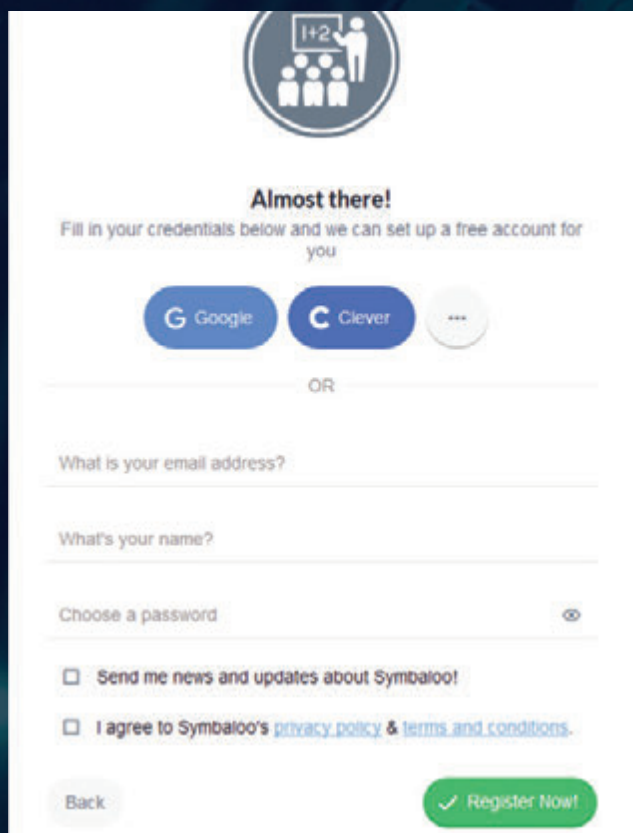 1+2
Almost there!
Fill in your credentials below and we can set up a free account for
you
G Google
C Clever
...
OR
What is your email address?
What's your name?
Choose a password
Send me news and updates about Symbaloo!
I agree to Symbaloo's privacy policy & terms and conditions.
Back
Register Now!